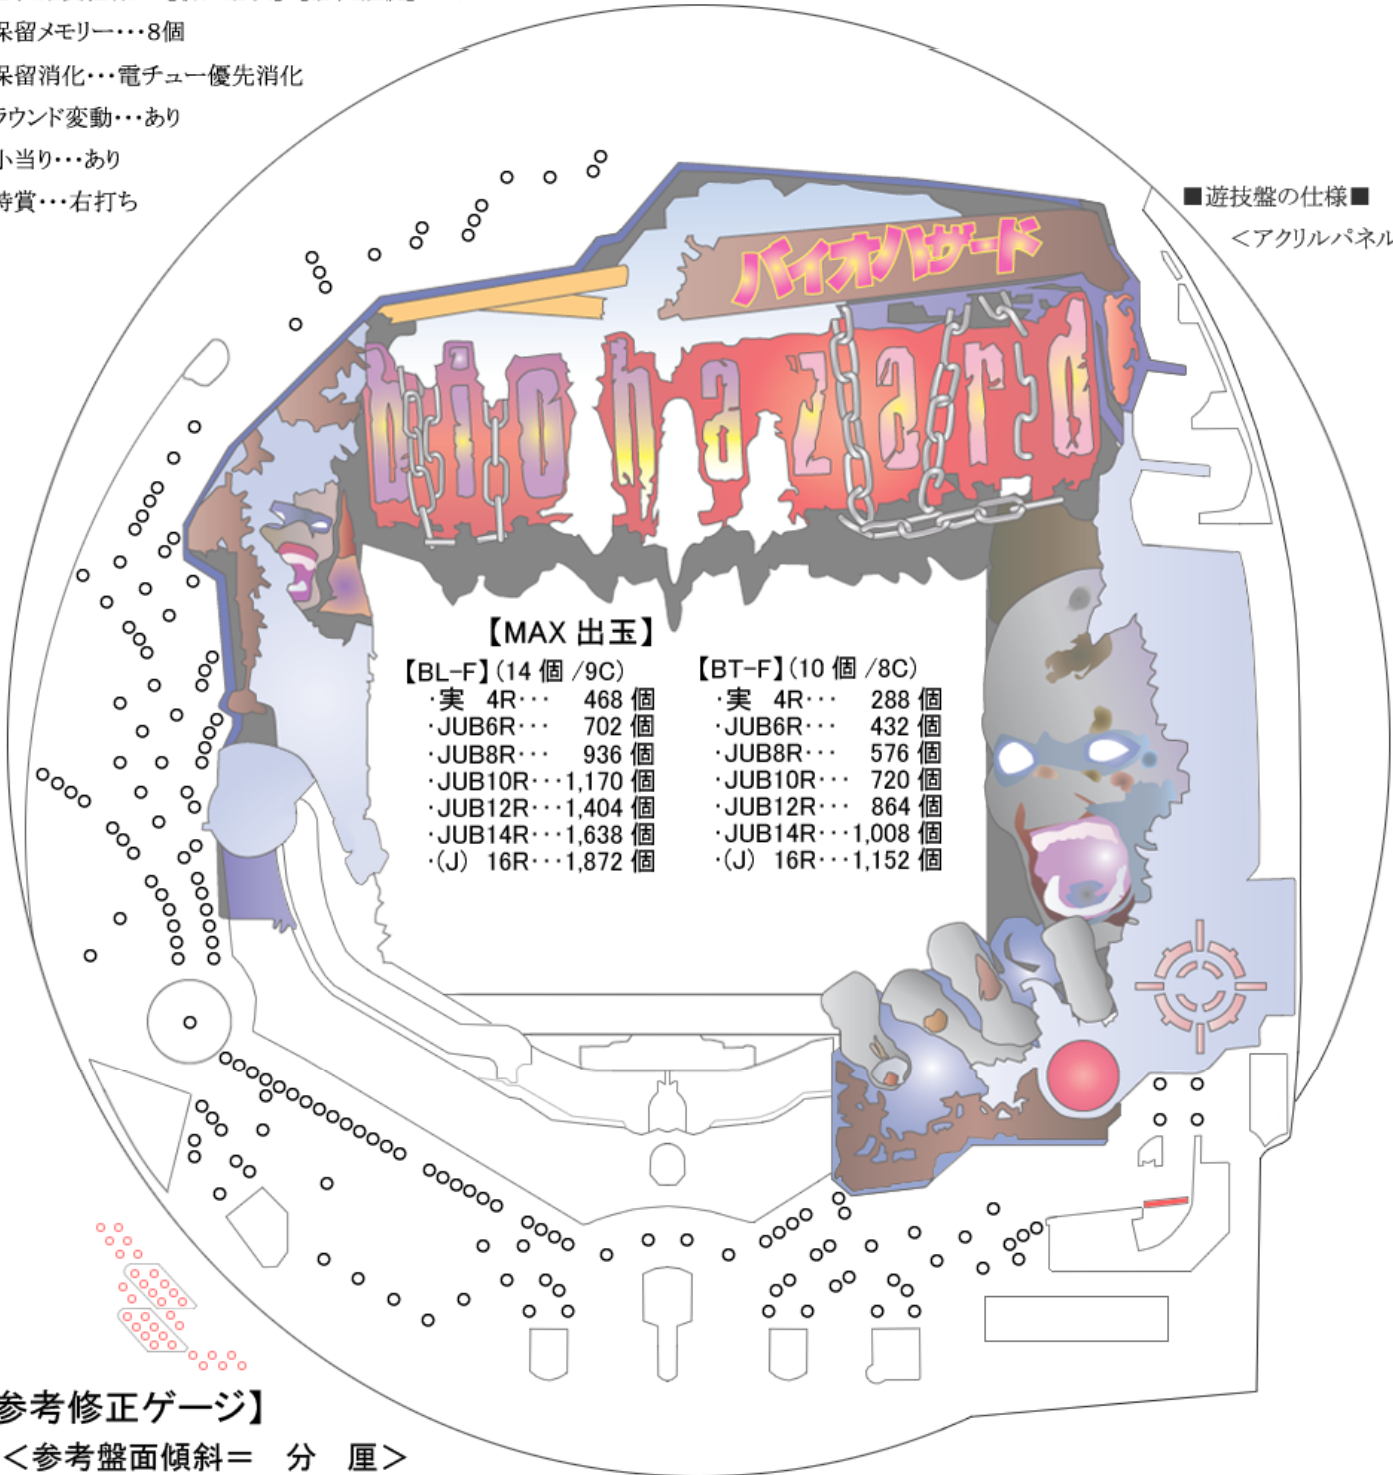 保留メモリー・・・8個
保留消化・・・電チュー優先消化
ラウンド変動・・・あり
小当り・・・あり
特賞・・・右打ち
■遊技盤の仕様■
<アクリルパネル
バイオハザード
biohazard
【MAX 出玉】
【BL-F】(14 個 /9C)
・実 4R・・・ 468 個
・JUB6R・・・ 702 個
・JUB8R・・・ 936 個
・JUB10R・・・1,170 個
・JUB12R・・・1,404 個
・JUB14R・・・1,638 個
・(J) 16R・・・1,872 個
【BT-F】(10 個 /8C)
・実 4R・・・ 288 個
・JUB6R・・・ 432 個
・JUB8R・・・ 576 個
・JUB10R・・・ 720 個
・JUB12R・・・ 864 個
・JUB14R・・・1,008 個
・(J) 16R・・・1,152 個
参考修正ゲージ】
<参考盤面傾斜= 分 厘>